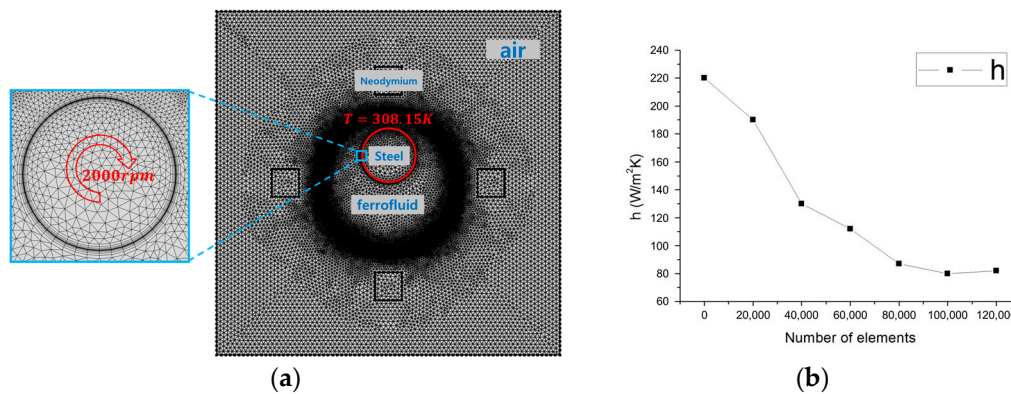 air
Neodymium
T = 308.15K
Steel
2000rpm
ferrofluid
(a)
h
240
220
200
180
160
140
120
100
80
60
h (W/m²K)
0 20,000 40,000 60,000 80,000 100,000 120,000
Number of elements
(b)